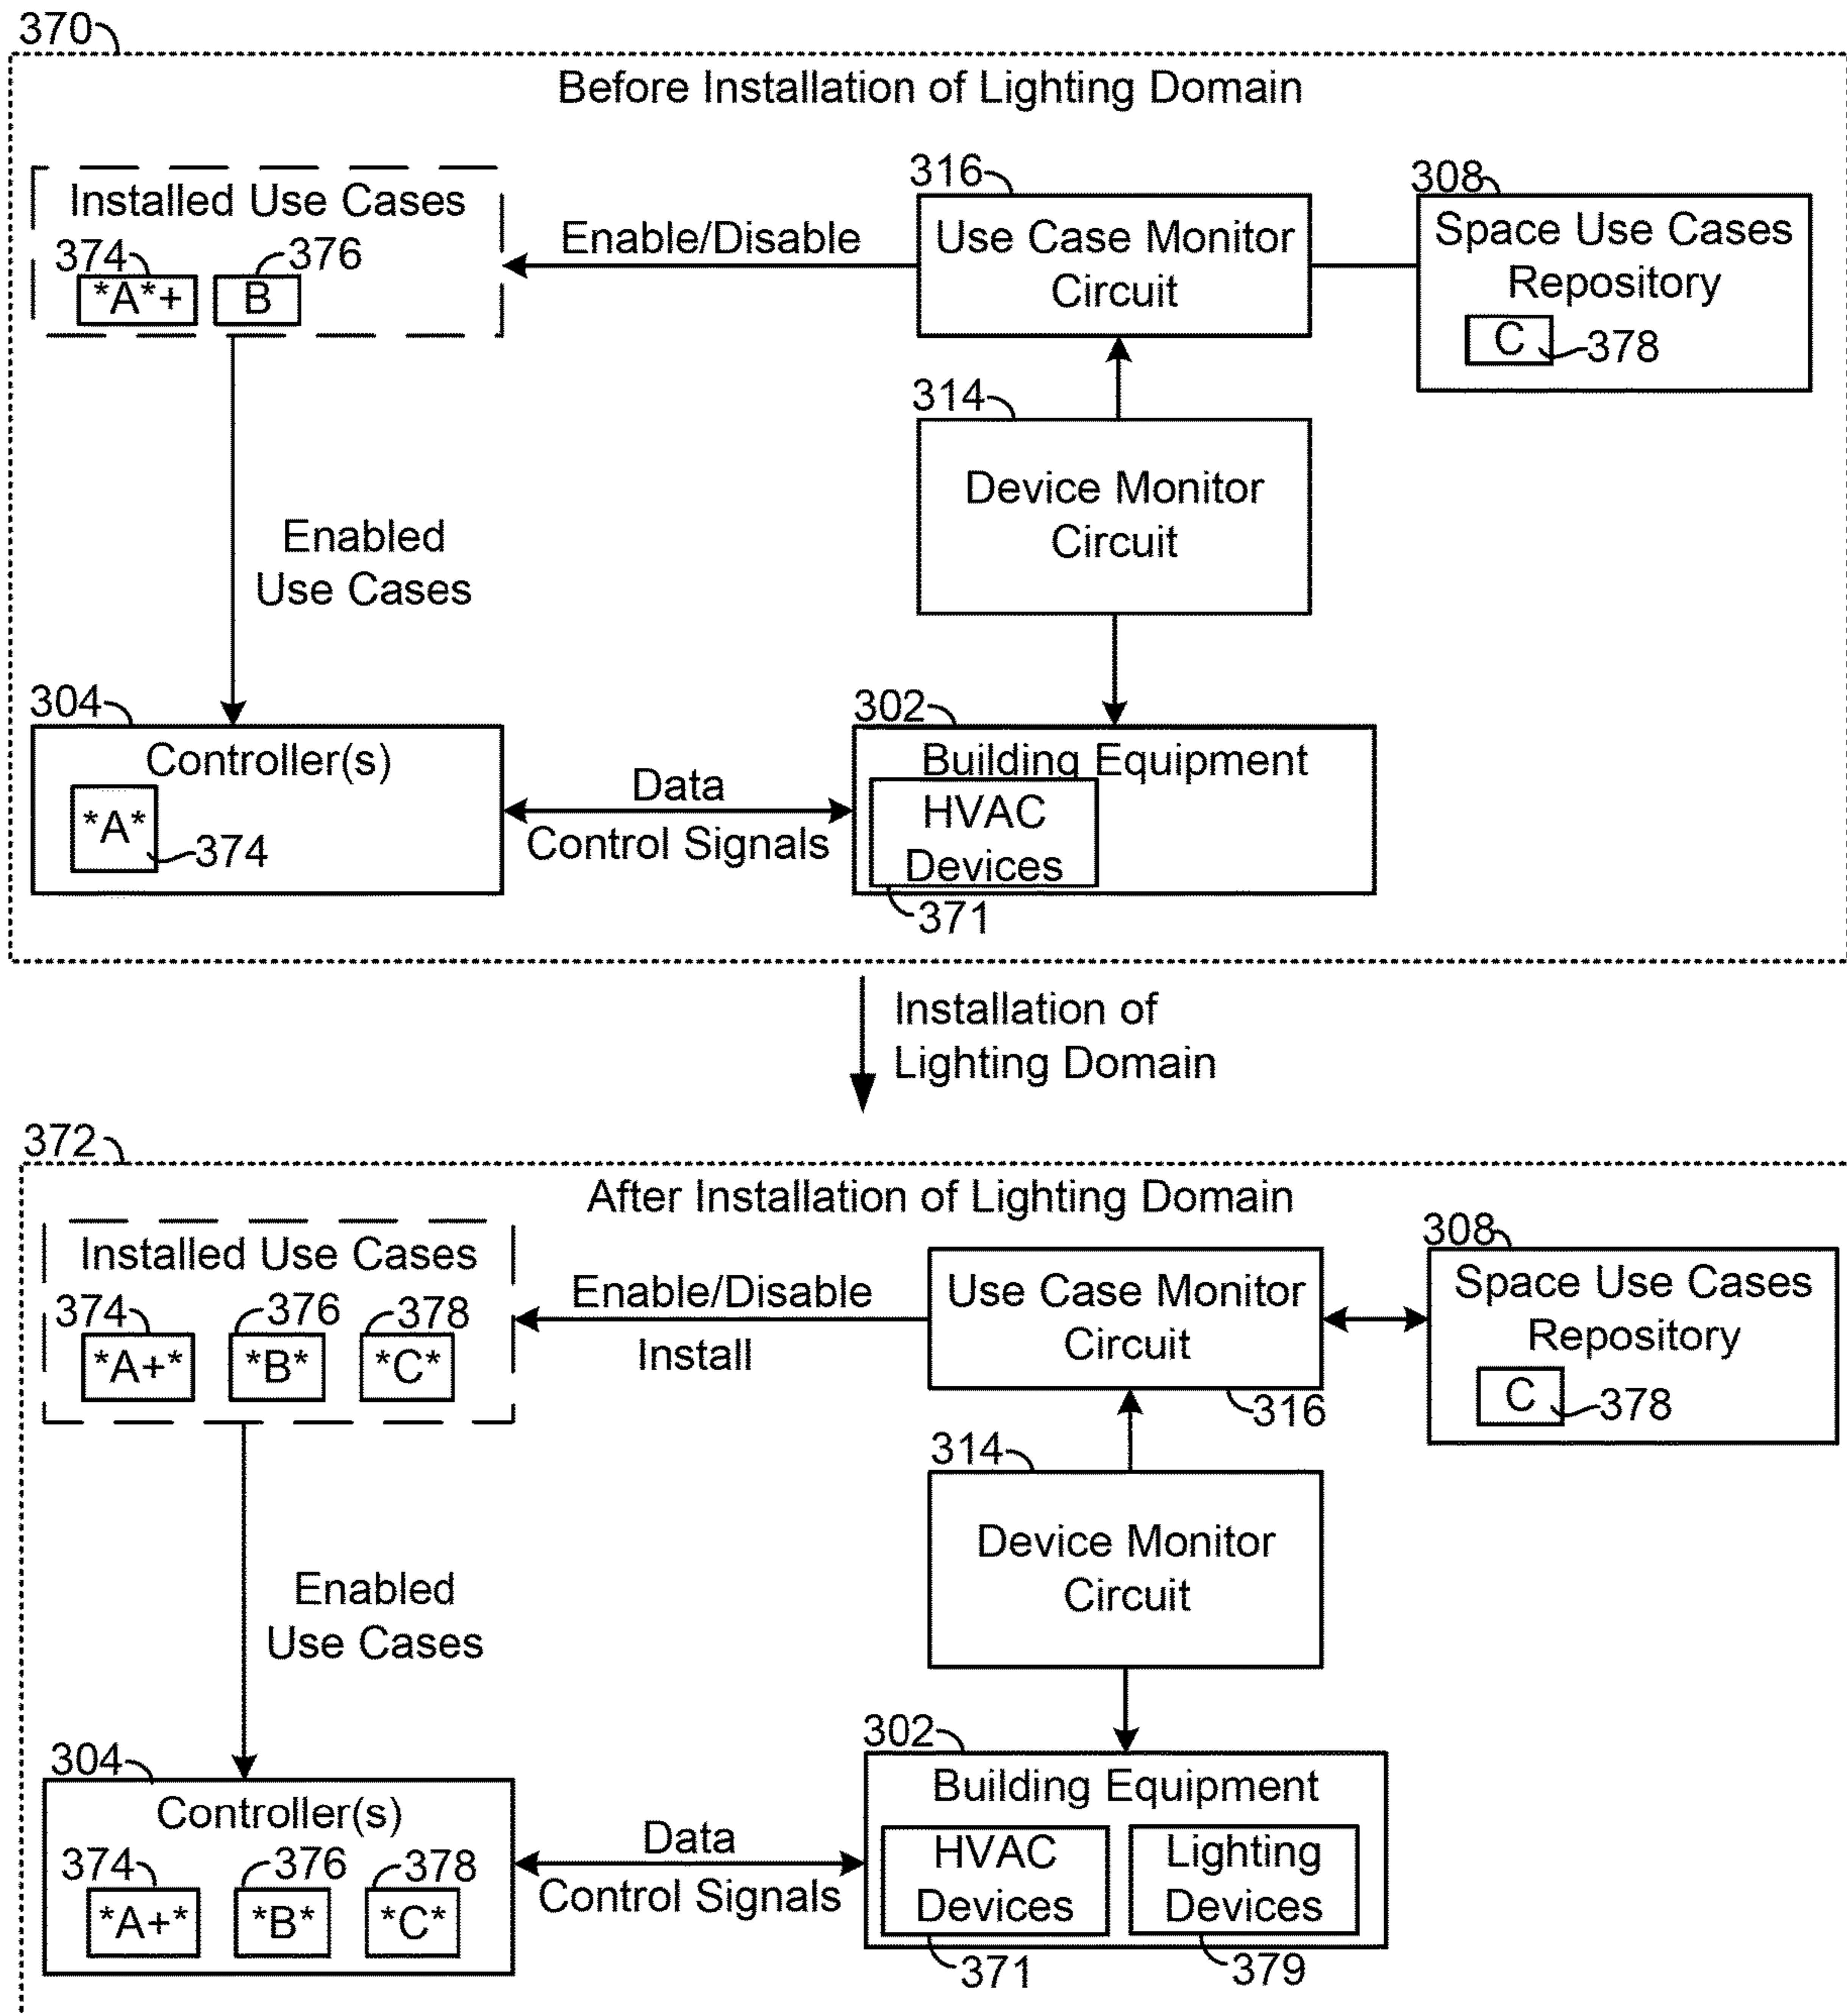 370
Before Installation of Lighting Domain
Installed Use Cases
374
376
*A*+
B
Enable/Disable
316
Use Case Monitor
Circuit
308
Space Use Cases
Repository
C
378
314
Device Monitor
Circuit
Enabled
Use Cases
304
Controller(s)
*A*
374
Data
Control Signals
302
Building Equipment
HVAC
Devices
371
Installation of
Lighting Domain
372
After Installation of Lighting Domain
Installed Use Cases
374
376
378
*A+*
*B*
*C*
Enable/Disable
Install
Use Case Monitor
Circuit
316
308
Space Use Cases
Repository
C
378
314
Device Monitor
Circuit
Enabled
Use Cases
304
Controller(s)
374
376
378
*A+*
*B*
*C*
Data
Control Signals
302
Building Equipment
HVAC
Devices
371
Lighting
Devices
379